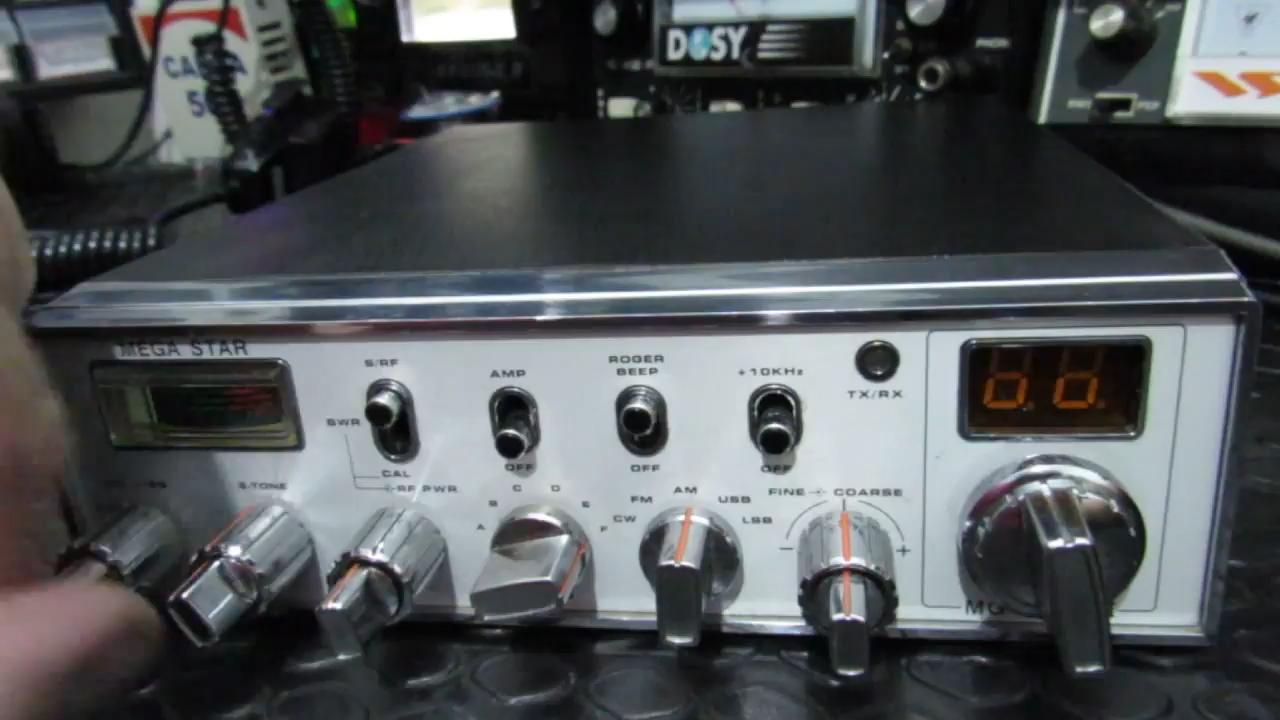 DOSY
MEGA STAR
S/RF
SWR
CAL
RF PWR
AMP
OFF
ROGER
BEEP
OFF
+10KHz
OFF
TX/RX
S-TONE
A
B
C
D
E
F
CW
FM
AM
USB
LSB
FINE
COARSE
-
+